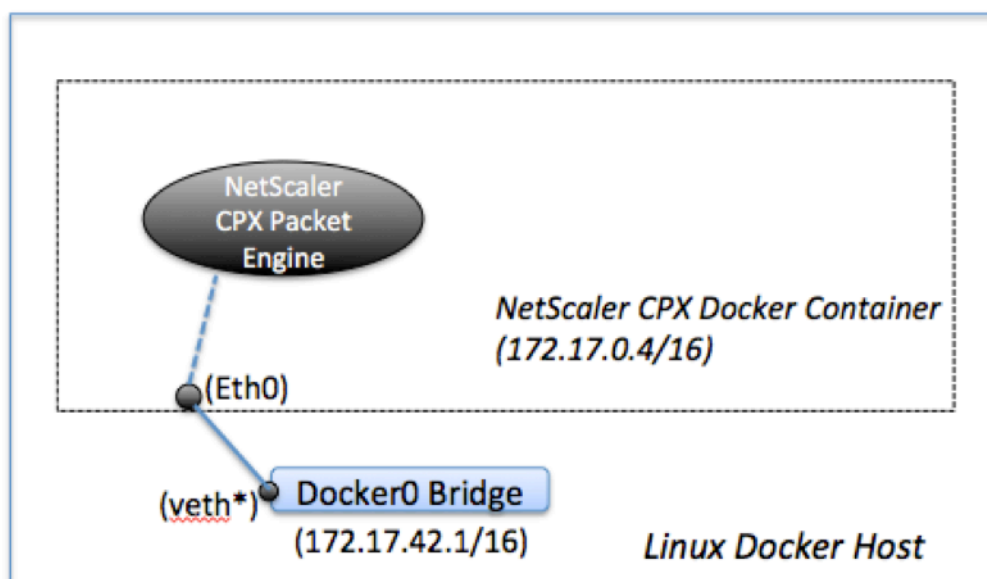 NetScaler
CPX Packet
Engine
NetScaler CPX Docker Container
(172.17.0.4/16)
(Eth0)
(veth*)
Docker0 Bridge
(172.17.42.1/16)
Linux Docker Host